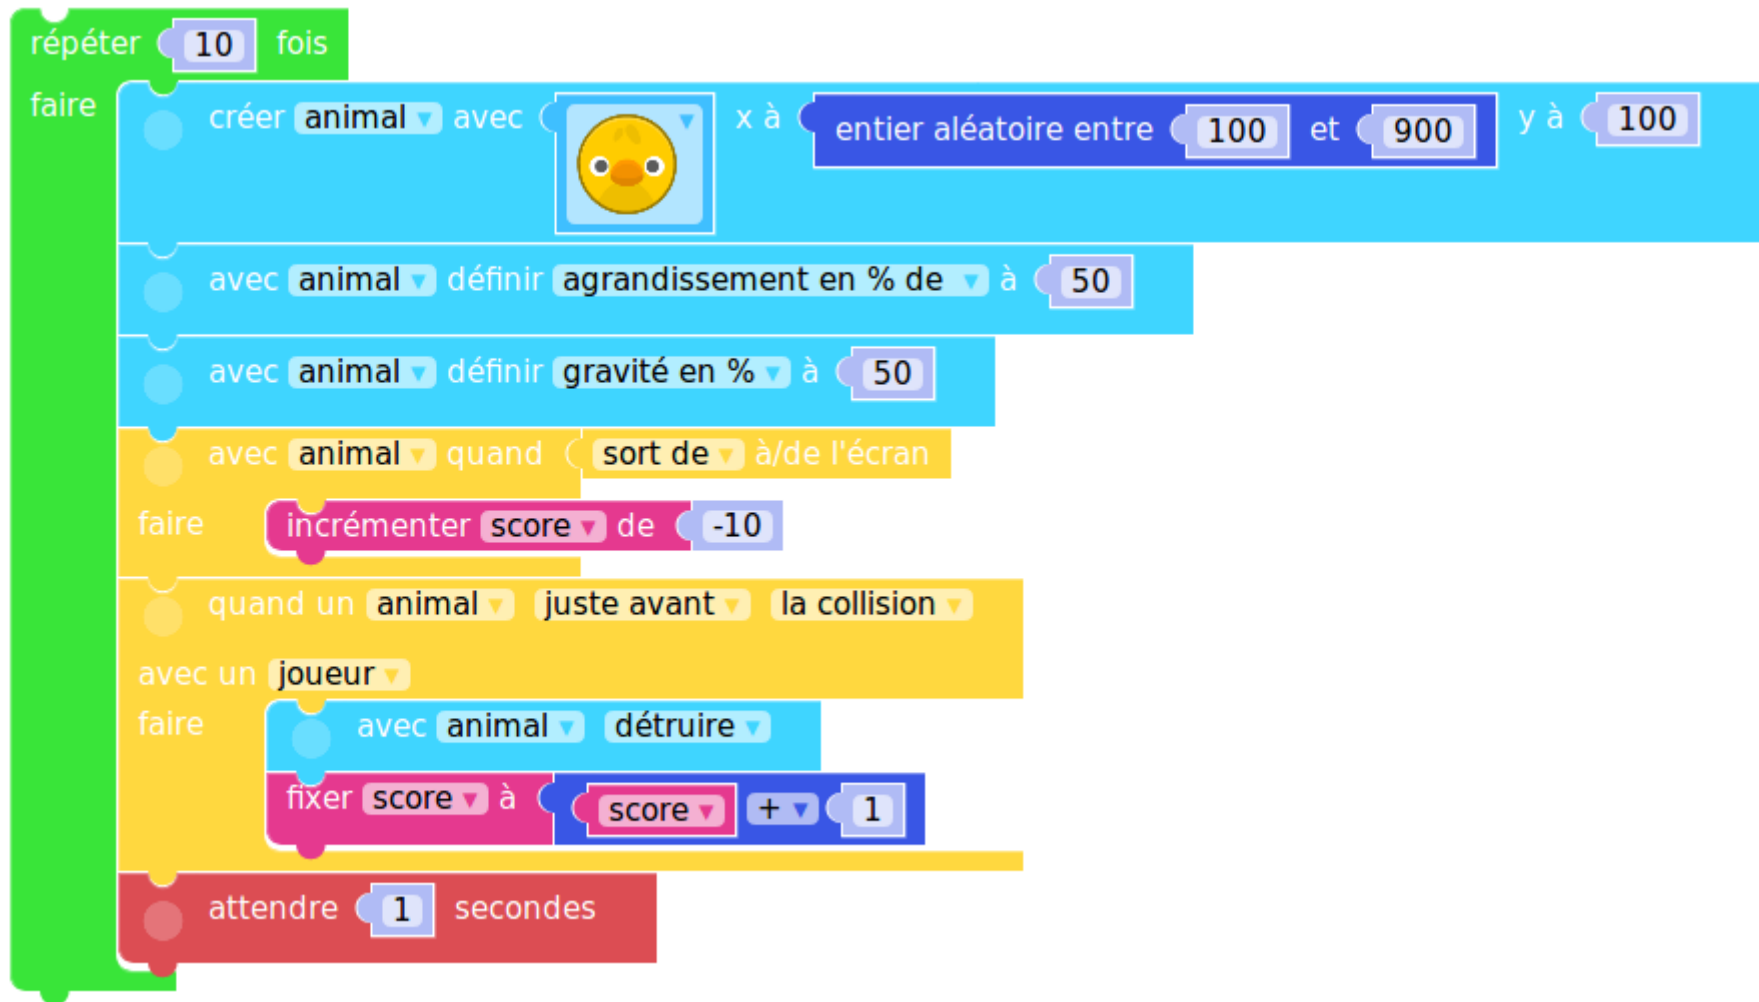 répéter 10 fois
faire
créer animal avec x à entier aléatoire entre 100 et 900 y à 100
avec animal définir agrandissement en % de à 50
avec animal définir gravité en % à 50
avec animal quand sort de à/de l'écran
faire incrémenter score de -10
quand un animal juste avant la collision
avec un joueur
faire avec animal détruire
fixer score à score + 1
attendre 1 secondes